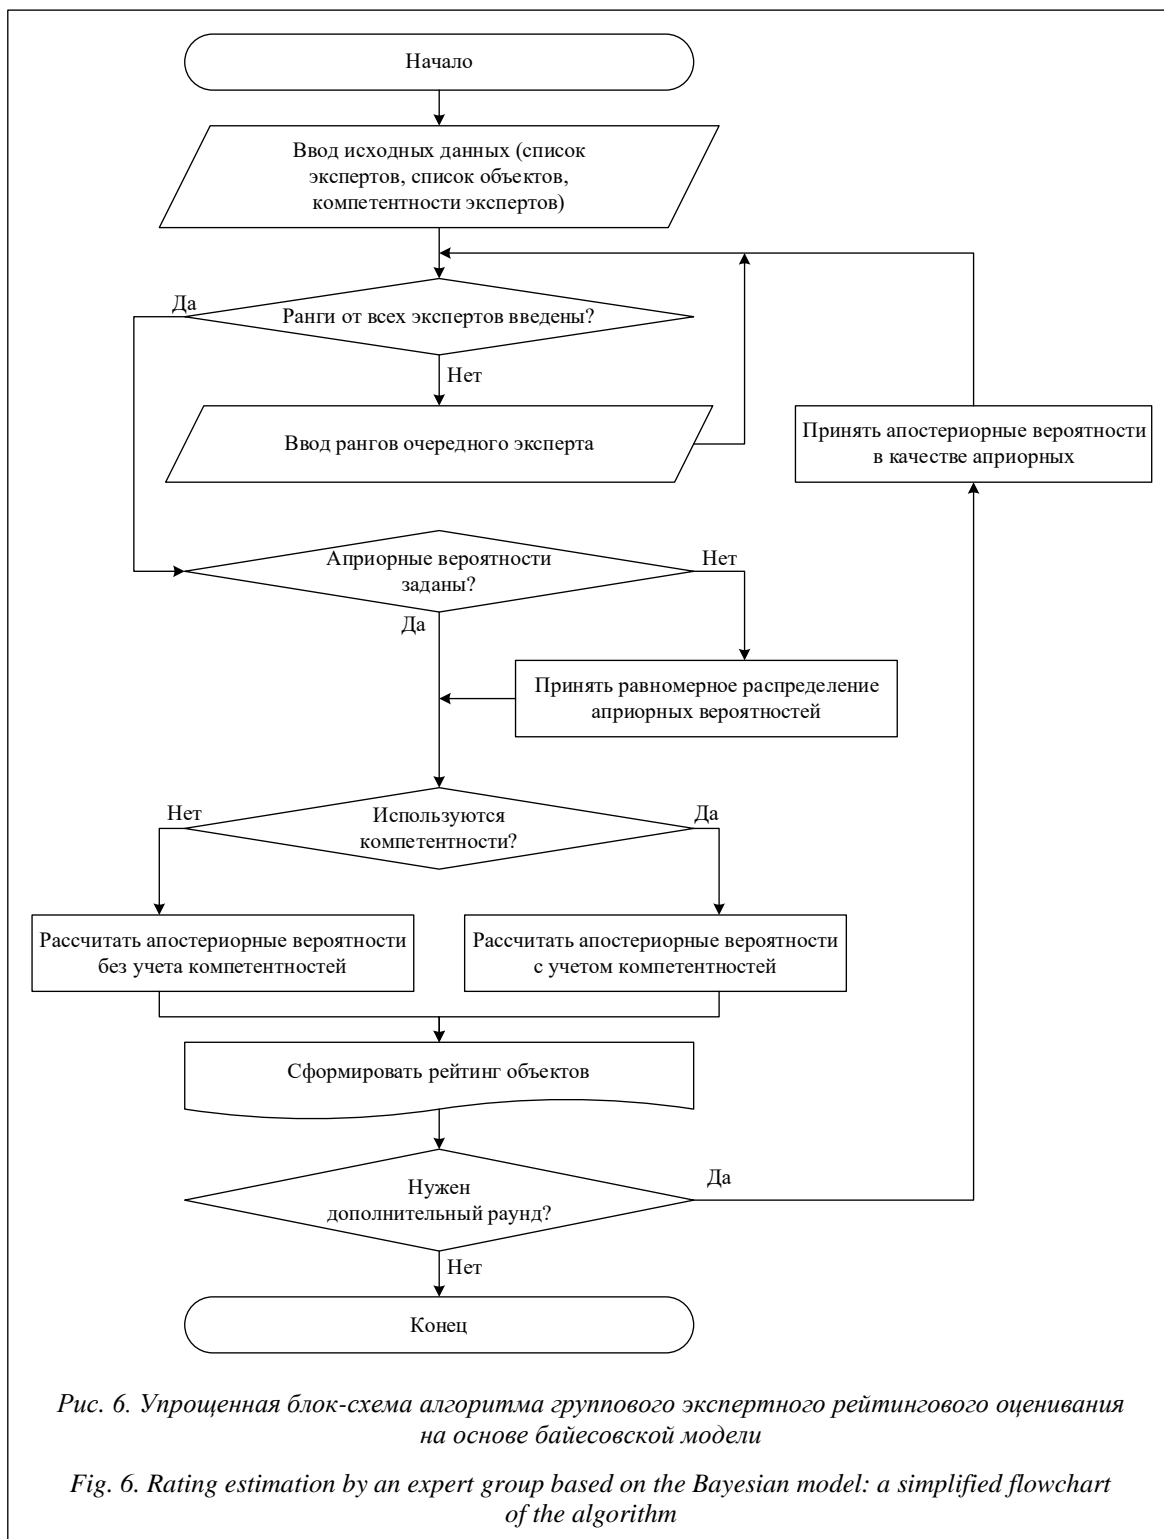 Начало
Ввод исходных данных (список
экспертов, список объектов,
компетентности экспертов)
Да
Ранги от всех экспертов введены?
Нет
Ввод рангов очередного эксперта
Принять апостериорные вероятности
в качестве априорных
Априорные вероятности
заданы?
Нет
Да
Принять равномерное распределение
априорных вероятностей
Нет
Используются
компетентности?
Да
Рассчитать апостериорные вероятности
без учета компетентностей
Рассчитать апостериорные вероятности
с учетом компетентностей
Сформировать рейтинг объектов
Нужен
дополнительный раунд?
Да
Нет
Конец
Рис. 6. Упрощенная блок-схема алгоритма группового экспертного рейтингового оценивания
на основе байесовской модели
Fig. 6. Rating estimation by an expert group based on the Bayesian model: a simplified flowchart
of the algorithm